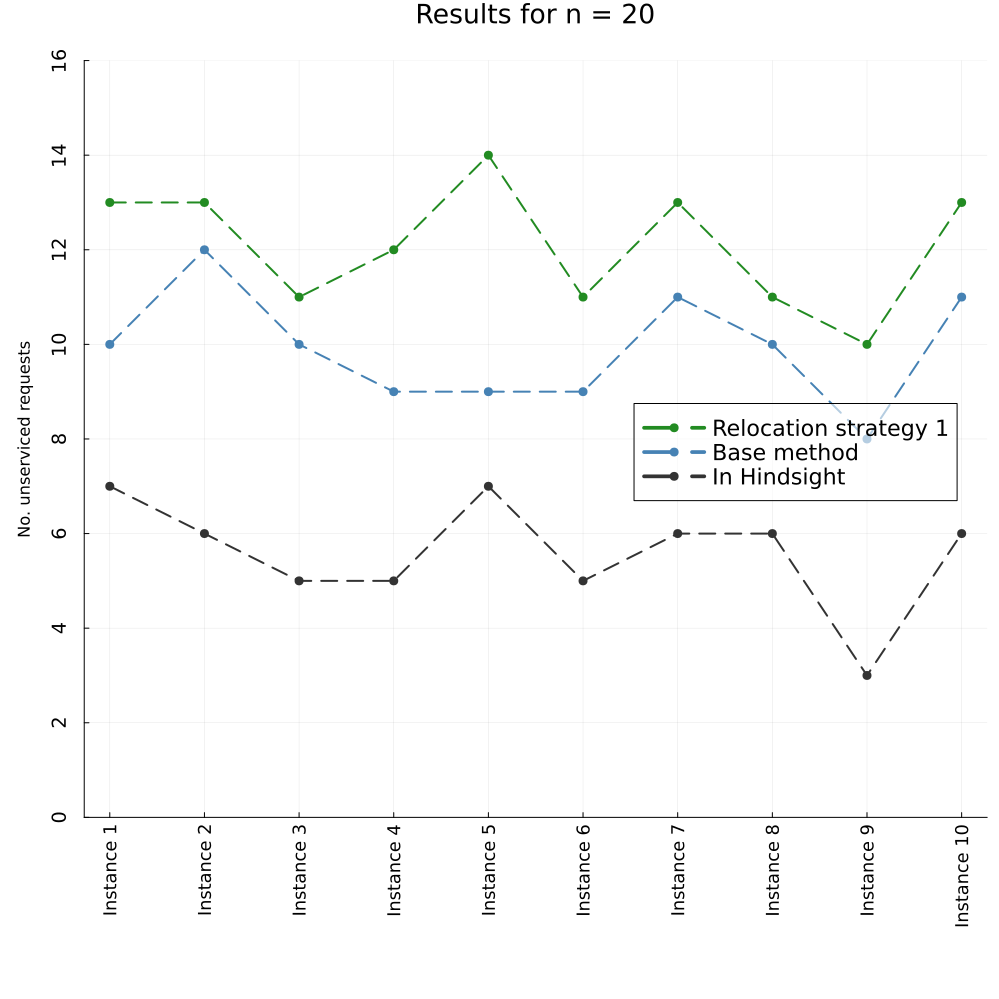 Results for n = 20
No. unserviced requests
16
14
12
10
8
6
4
2
0
Relocation strategy 1
Base method
In Hindsight
Instance 1
Instance 2
Instance 3
Instance 4
Instance 5
Instance 6
Instance 7
Instance 8
Instance 9
Instance 10